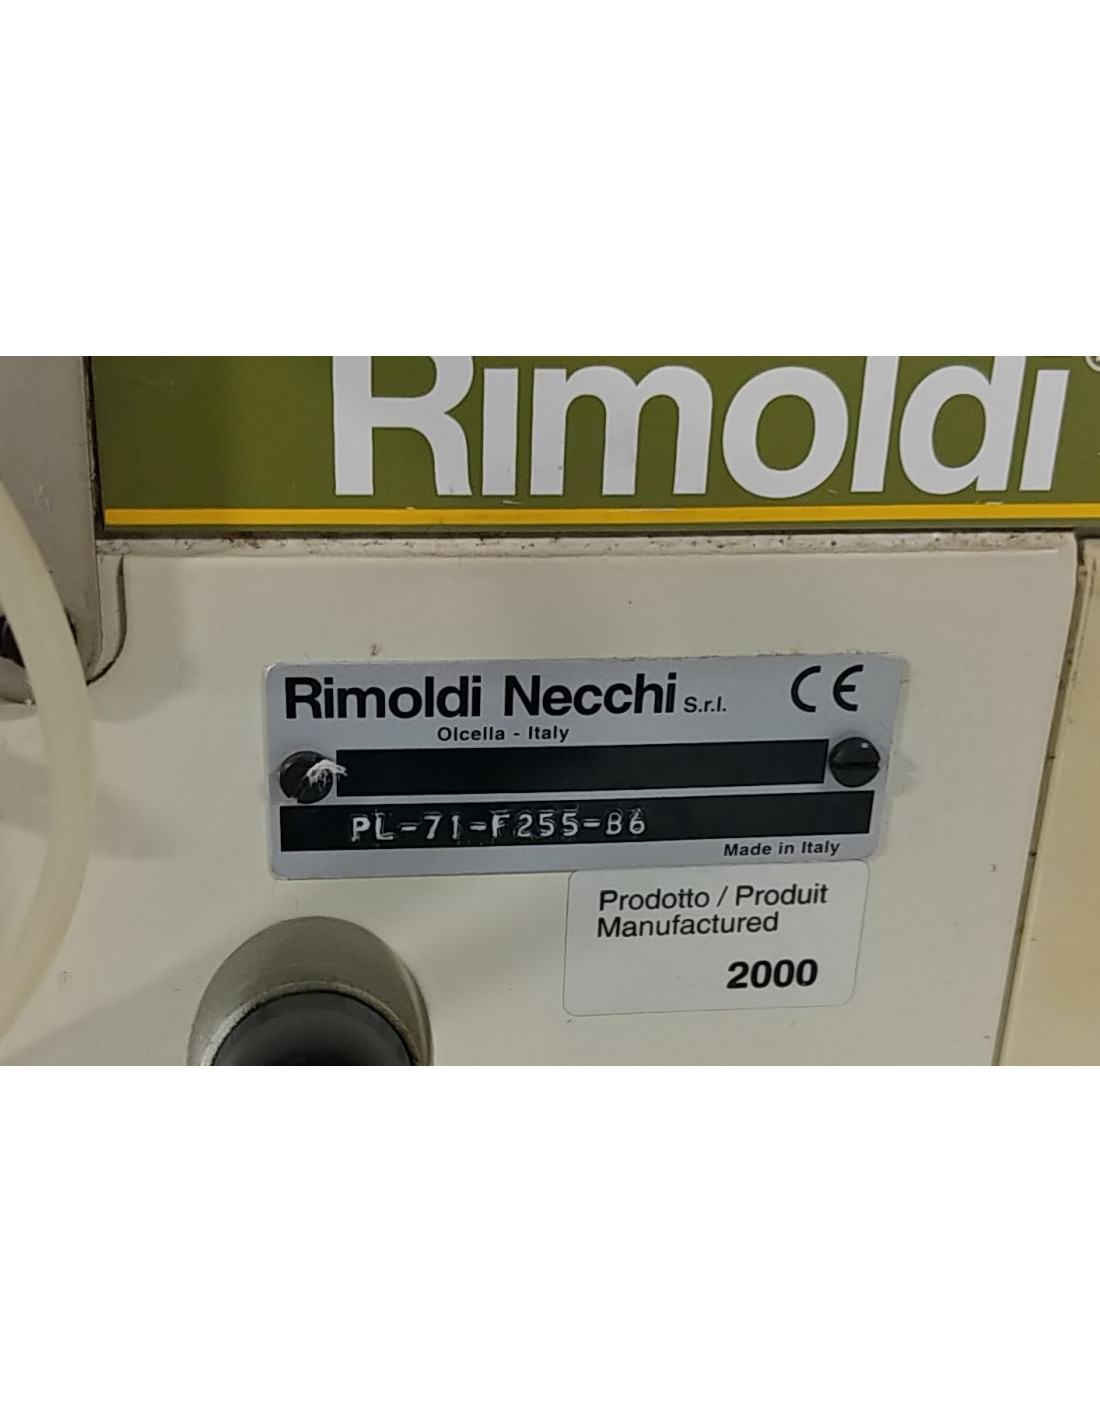 Rimoldi
Rimoldi Necchi S.r.l. CE
Olcella - Italy
PL-71-F255-B6
Made in Italy
Prodotto / Produit
Manufactured
2000